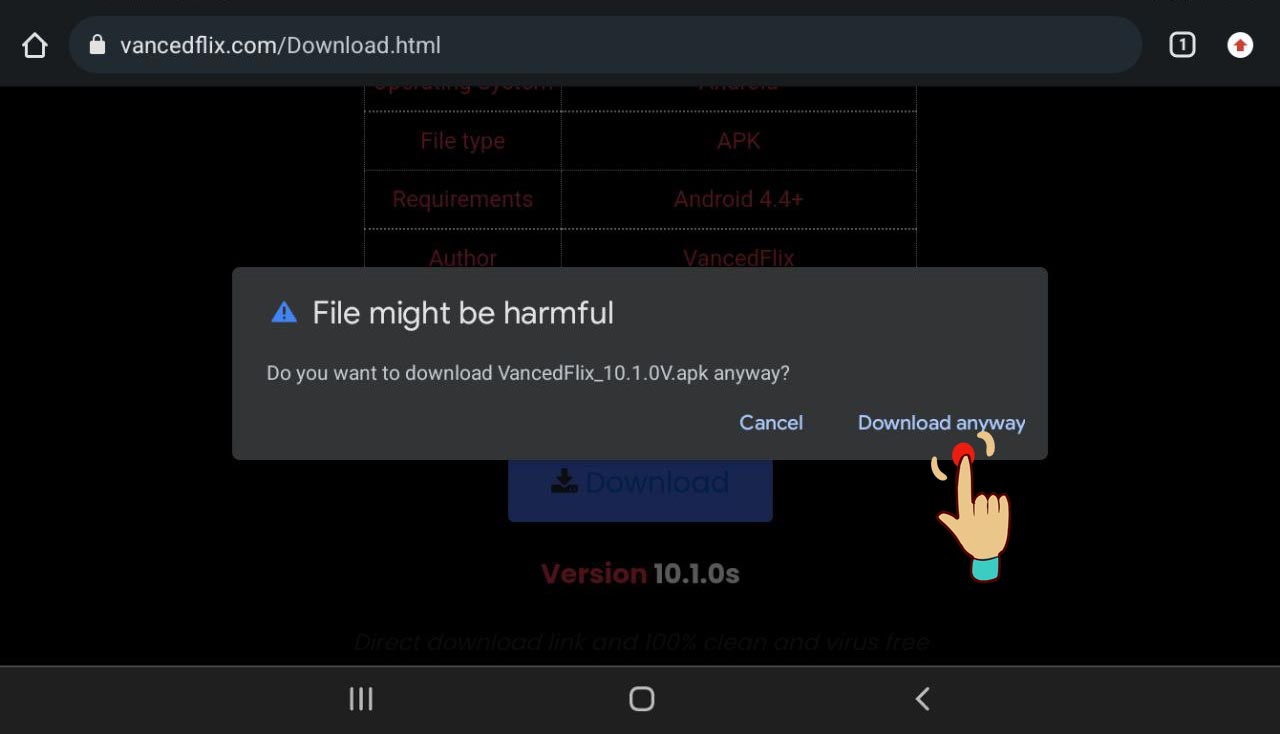 vancedflix.com/Download.html
1
Operating System Android
File type APK
Requirements Android 4.4+
Author VancedFlix
File might be harmful
Do you want to download VancedFlix_10.1.0V.apk anyway?
Cancel Download anyway
Download
Version 10.1.0s
Direct download link and 100% clean and virus free